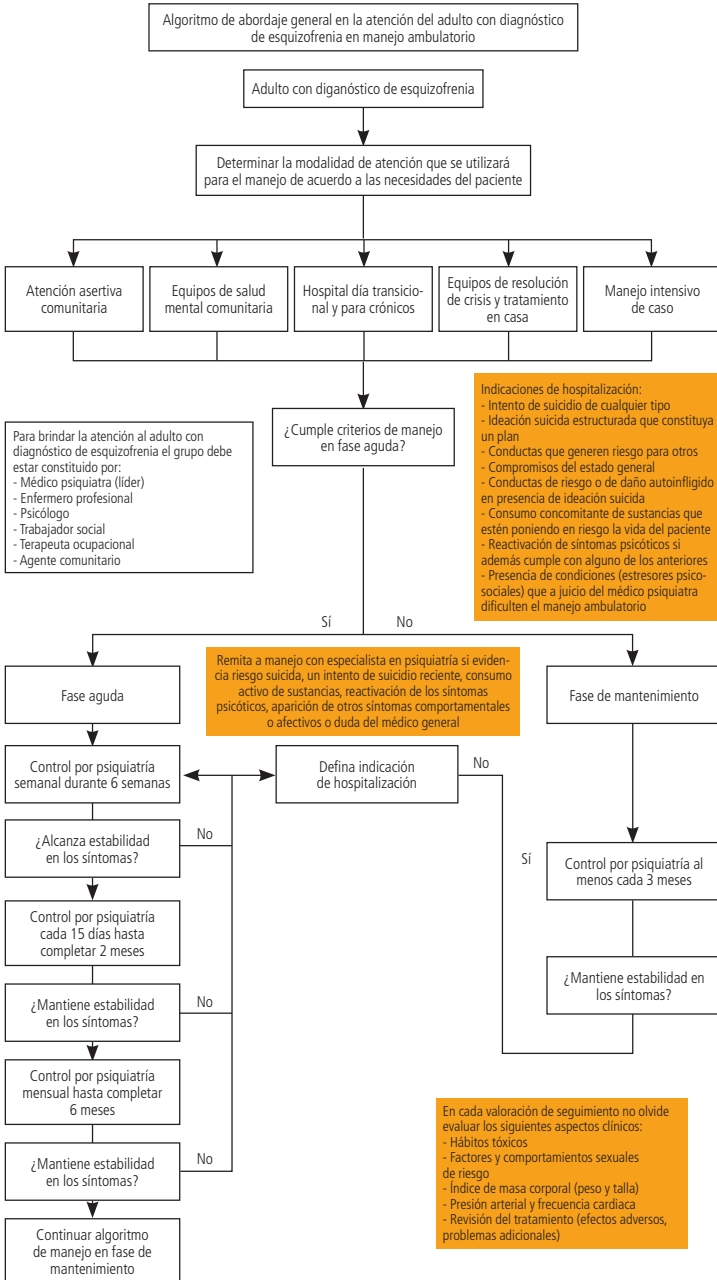 Algoritmo de abordaje general en la atención del adulto con diagnóstico
de esquizofrenia en manejo ambulatorio
Adulto con diganóstico de esquizofrenia
Determinar la modalidad de atención que se utilizará
para el manejo de acuerdo a las necesidades del paciente
Atención asertiva
comunitaria
Equipos de salud
mental comunitaria
Hospital día transicio-
nal y para crónicos
Equipos de resolución
de crisis y tratamiento
en casa
Manejo intensivo
de caso
Para brindar la atención al adulto con
diagnóstico de esquizofrenia el grupo debe
estar constituido por:
- Médico psiquiatra (líder)
- Enfermero profesional
- Psicólogo
- Trabajador social
- Terapeuta ocupacional
- Agente comunitario
¿Cumple criterios de manejo
en fase aguda?
Indicaciones de hospitalización:
- Intento de suicidio de cualquier tipo
- Ideación suicida estructurada que constituya
un plan
- Conductas que generen riesgo para otros
- Compromisos del estado general
- Conductas de riesgo o de daño autoinfligido
en presencia de ideación suicida
- Consumo concomitante de sustancias que
estén poniendo en riesgo la vida del paciente
- Reactivación de síntomas psicóticos si
además cumple con alguno de los anteriores
- Presencia de condiciones (estresores psico-
sociales) que a juicio del médico psiquiatra
dificulten el manejo ambulatorio
Sí
No
Fase aguda
Remita a manejo con especialista en psiquiatría si eviden-
cia riesgo suicida, un intento de suicidio reciente, consumo
activo de sustancias, reactivación de los síntomas
psicóticos, aparición de otros síntomas comportamentales
o afectivos o duda del médico general
Fase de mantenimiento
Control por psiquiatría
semanal durante 6 semanas
Defina indicación
de hospitalización
No
¿Alcanza estabilidad
en los síntomas?
No
Sí
Control por psiquiatría al
menos cada 3 meses
Control por psiquiatría
cada 15 días hasta
completar 2 meses
¿Mantiene estabilidad en
los síntomas?
¿Mantiene estabilidad
en los síntomas?
No
Control por psiquiatría
mensual hasta completar
6 meses
¿Mantiene estabilidad
en los síntomas?
No
En cada valoración de seguimiento no olvide
evaluar los siguientes aspectos clínicos:
- Hábitos tóxicos
- Factores y comportamientos sexuales
de riesgo
- Índice de masa corporal (peso y talla)
- Presión arterial y frecuencia cardiaca
- Revisión del tratamiento (efectos adversos,
problemas adicionales)
Continuar algoritmo
de manejo en fase de
mantenimiento